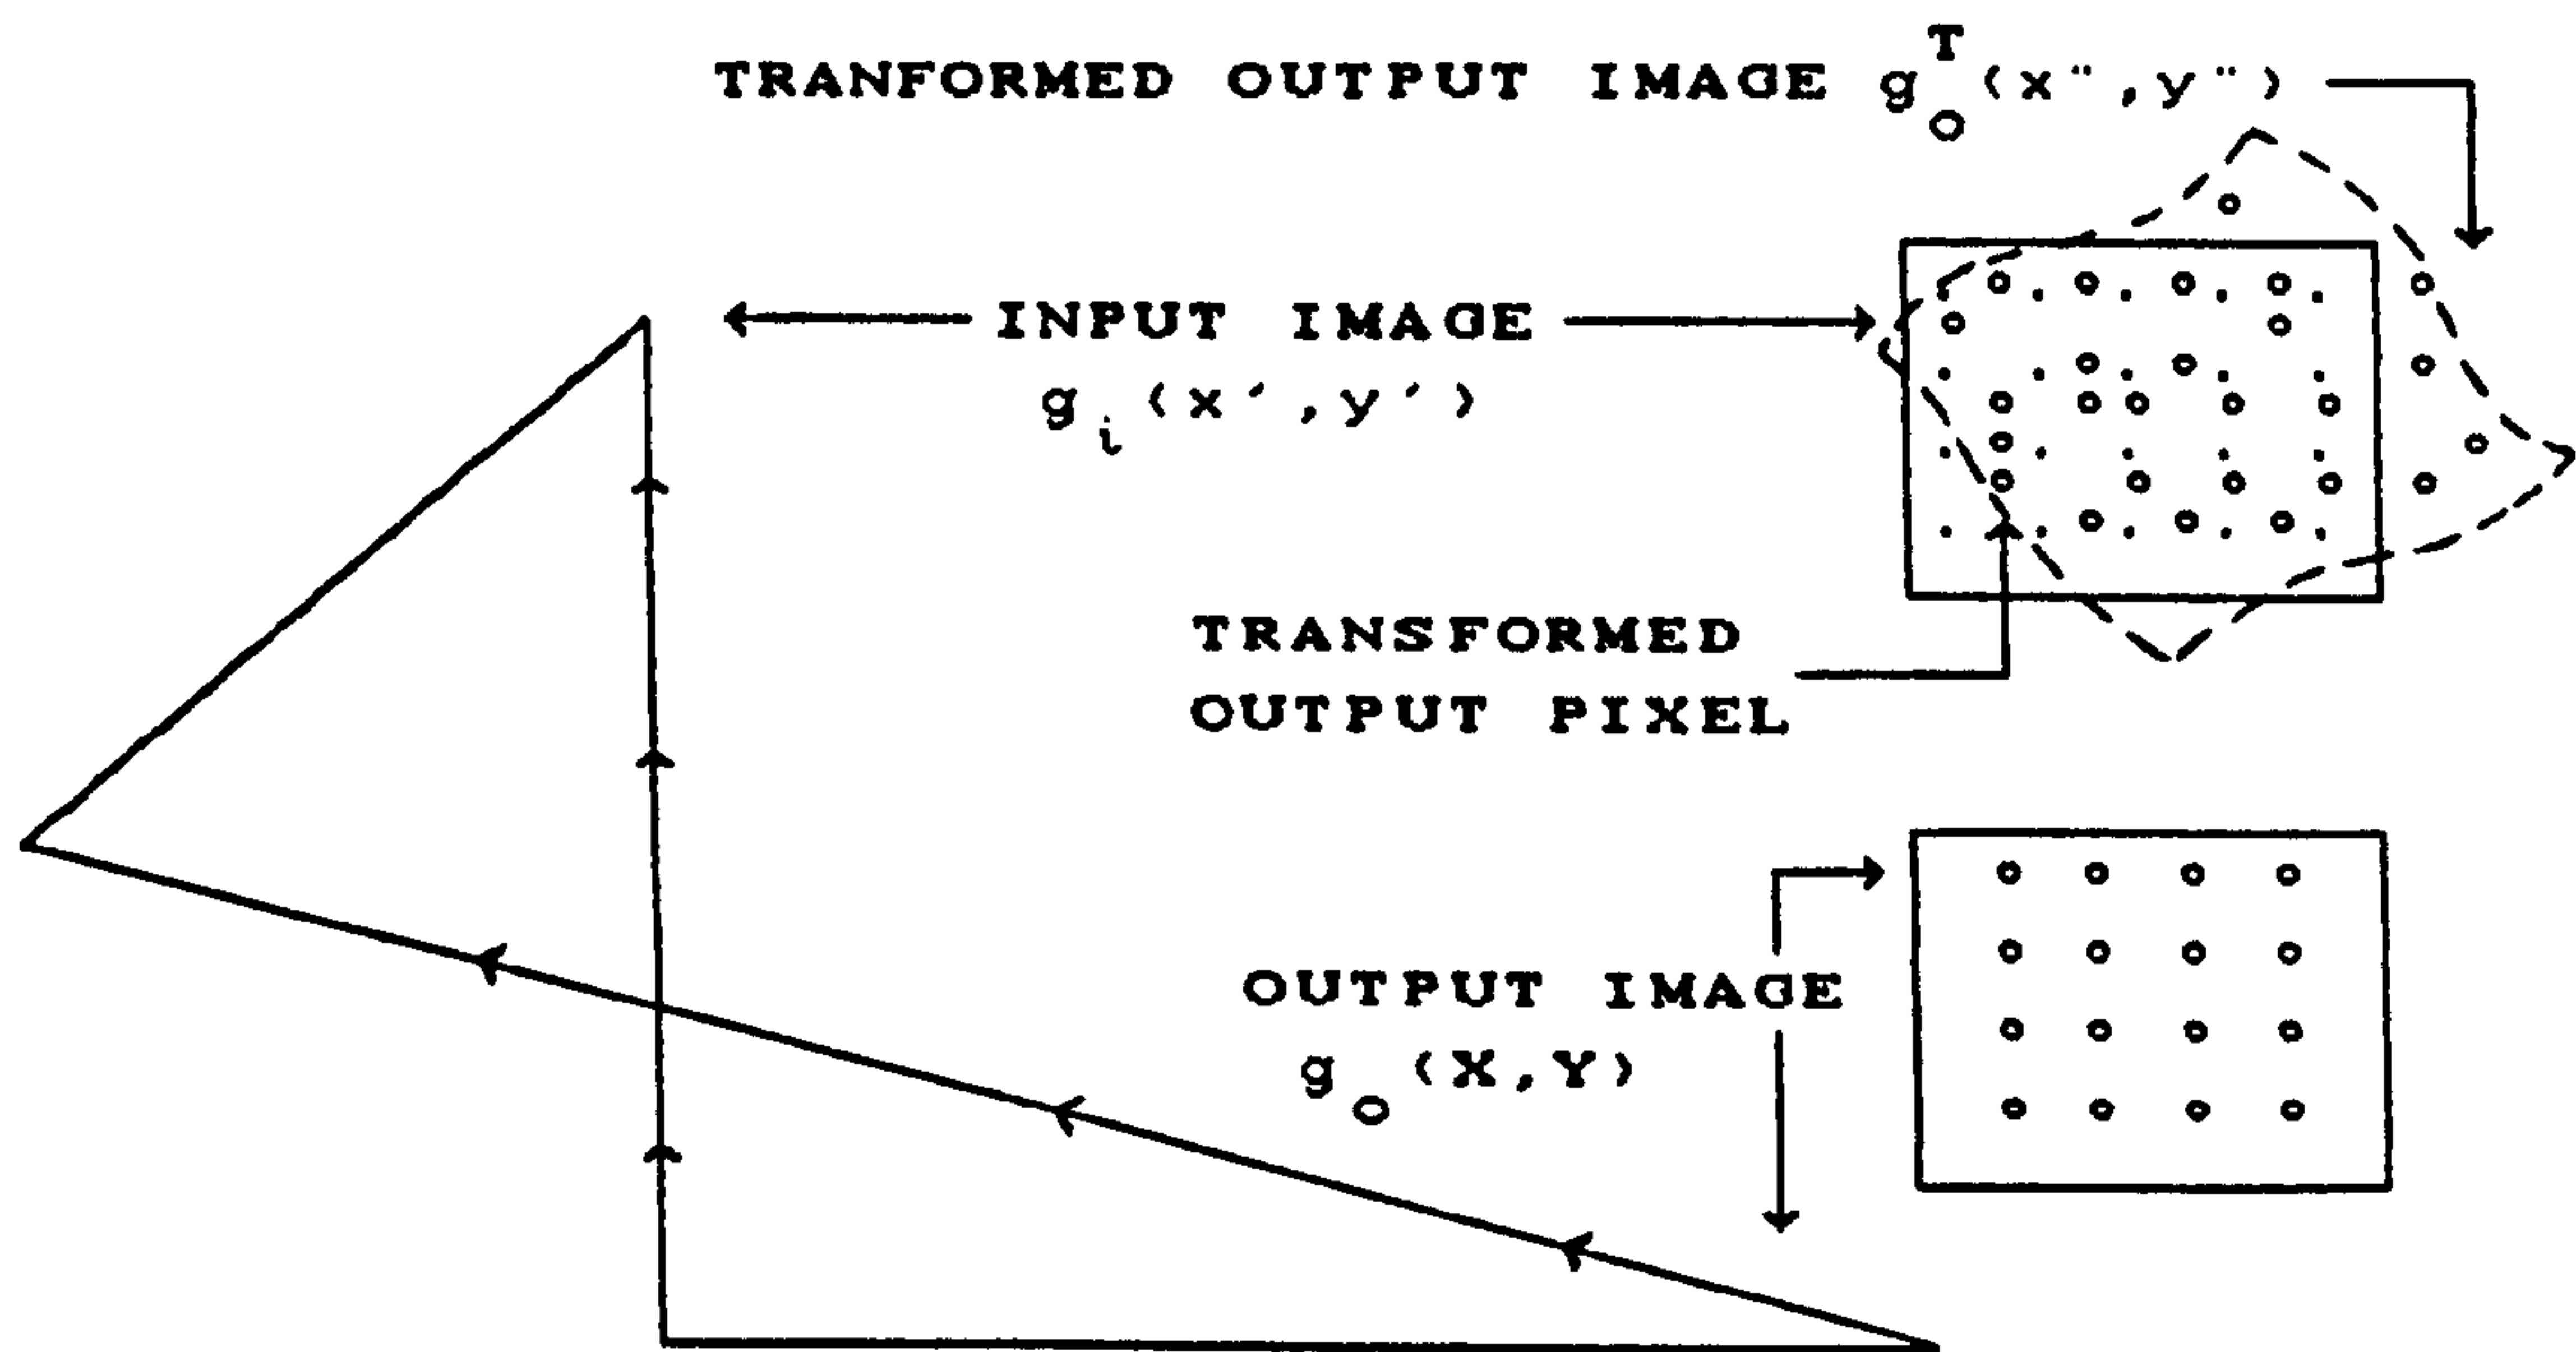 TRANFORMED OUTPUT IMAGE g_o^T(x",y")
INPUT IMAGE
g_i(x',y')
TRANSFORMED
OUTPUT PIXEL
OUTPUT IMAGE
g_o(X,Y)